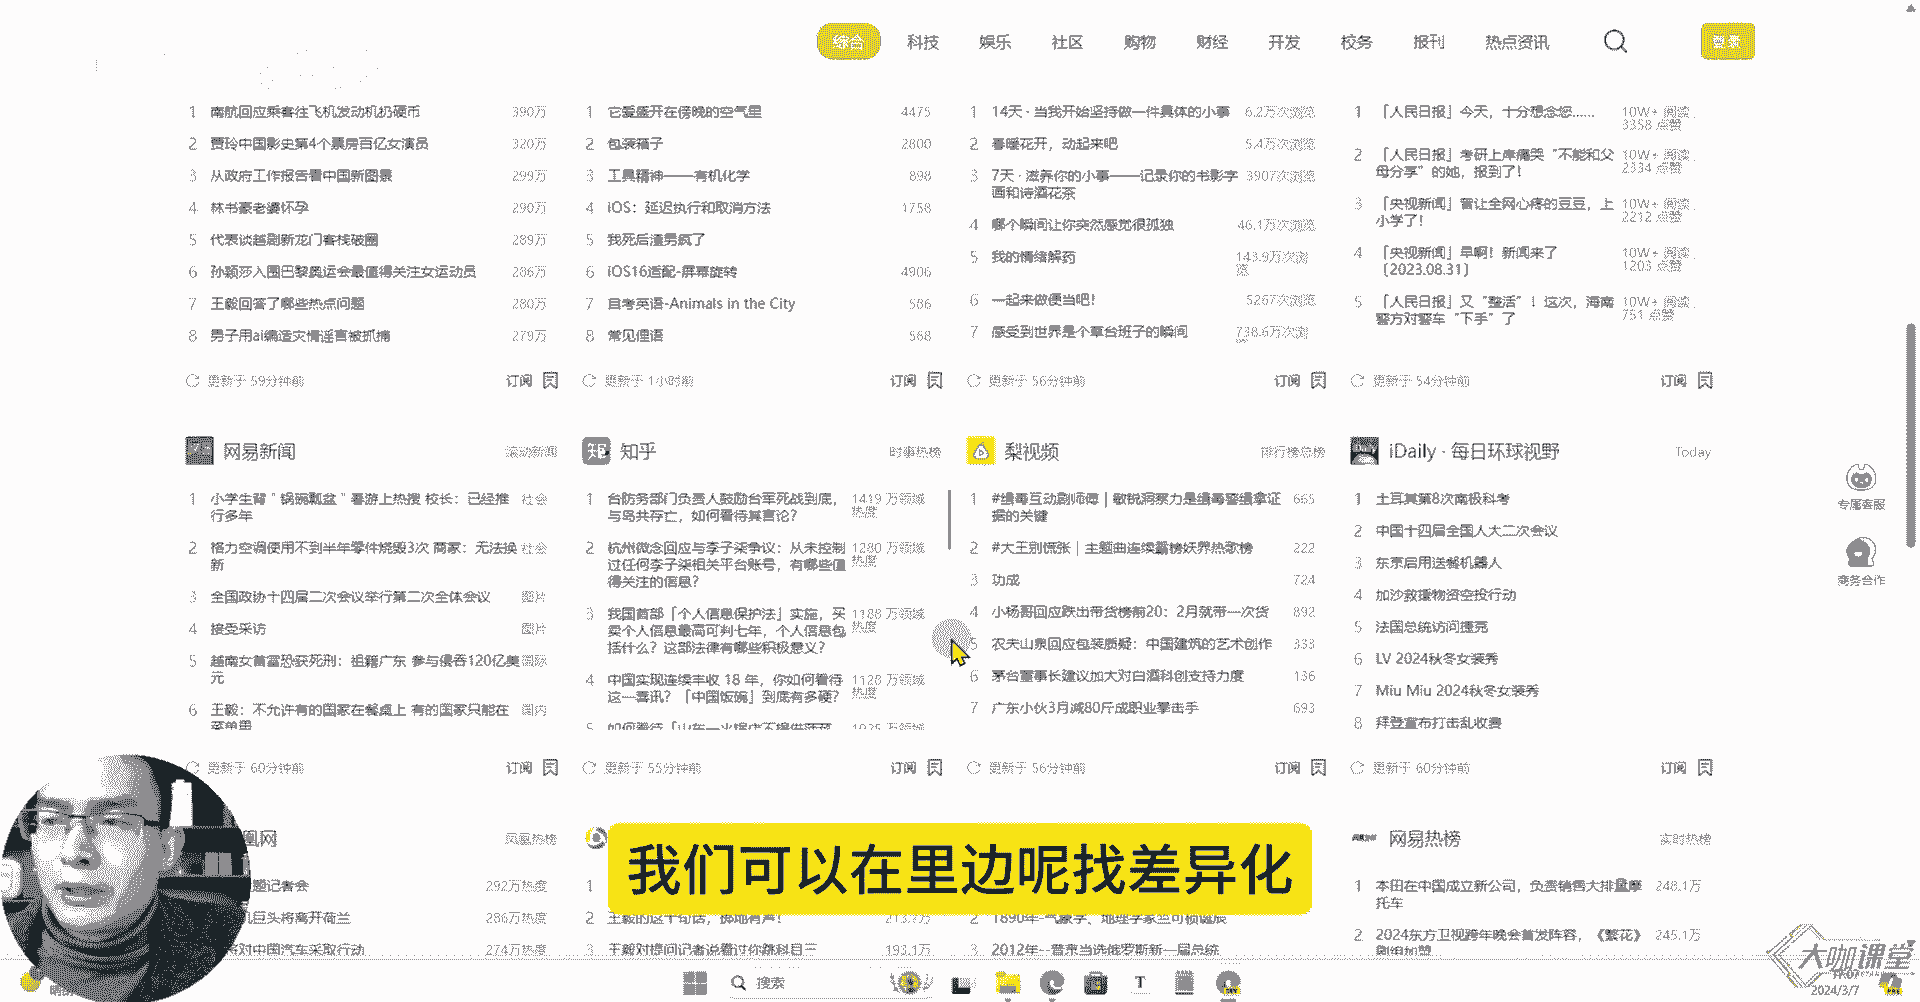 综合 科技 娱乐 社区 购物 财经 开发 校务 报刊 热点资讯 登录
1 南航回应乘客往飞机发动机扔硬币 390万
2 贾玲中国影史第4个票房百亿女演员 320万
3 从政府工作报告看中国新图景 299万
4 林书豪老婆怀孕 290万
5 代表谈越剧新龙门客栈破圈 289万
6 孙颖莎入围巴黎奥运会最值得关注女运动员 286万
7 王毅回答了哪些热点问题 280万
8 男子用ai编造灾情谣言被抓捕 279万
更新于 59分钟前 订阅
1 它爱盛开在傍晚的空气里 4475
2 包袋箱子 2800
3 工具精神——有机化学 898
4 iOS：延迟执行和取消方法 1758
5 我死后渣男疯了
6 iOS16适配-屏幕旋转 4906
7 自考英语-Animals in the City 586
8 常见俚语 568
更新于 1小时前 订阅
1 14天·当我开始坚持做一件具体的小事 6.2万次浏览
2 春暖花开，动起来吧 5.4万次浏览
3 7天·滋养你的小事——记录你的书影字 3907次浏览
画和诗酒花茶
4 哪个瞬间让你突然感觉很孤独 46.1万次浏览
5 我的情绪解药 143.9万次浏
览
6 一起来做便当吧！ 5267次浏览
7 感受到世界是个草台班子的瞬间 738.6万次浏
更新于 56分钟前 订阅
1 「人民日报」今天，十分想念您…… 10W+ 阅读 .
3358 点赞
2 「人民日报」考研上岸痛哭“不能和父 10W+ 阅读 .
母分享”的她，报到了！ 2334 点赞
3 「央视新闻」曾让全网心疼的豆豆，上 10W+ 阅读 .
小学了！ 2212 点赞
4 「央视新闻」早啊！新闻来了 10W+ 阅读 .
〔2023.08.31〕 1203 点赞
5 「人民日报」又“整活”！这次，海南 10W+ 阅读 .
警方对警车“下手”了 751 点赞
更新于 54分钟前 订阅
网易新闻 滚动新闻
1 小学生背＂锅碗瓢盆＂春游上热搜 校长：已经推 社会
行多年
2 格力空调使用不到半年零件烧毁3次 商家：无法换 社会
新
3 全国政协十四届二次会议举行第二次全体会议 图片
4 接受采访 图片
5 越南女首富恐获死刑：祖籍广东 参与侵吞120亿美 国际
元
6 王毅：不允许有的国家在餐桌上 有的国家只能在 国内
菜单里
更新于 60分钟前 订阅
知乎 时事热榜
1 台防务部门负责人鼓励台军死战到底， 1419 万领域
与岛共存亡，如何看待其言论？ 热度
2 杭州微念回应与李子柒争议：从未控制 1280 万领域
过任何李子柒相关平台账号，有哪些值 热度
得关注的信息？
3 我国首部「个人信息保护法」实施，买 1188 万领域
卖个人信息最高可判七年，个人信息包 热度
括什么？这部法律有哪些积极意义？
4 中国实现连续丰收 18 年，你如何看待 1128 万领域
这一喜讯？「中国饭碗」到底有多硬？ 热度
更新于 55分钟前 订阅
梨视频 排行榜总榜
1 #缉毒互动剧师傅｜敏锐洞察力是缉毒警缉拿证 665
据的关键
2 #大王别慌张｜主题曲连续霸榜妖界热歌榜 222
3 功成 724
4 小杨哥回应跌出带货榜前20：2月就带一次货 892
5 农夫山泉回应包装质疑：中国建筑的艺术创作 333
6 茅台董事长建议加大对白酒科创支持力度 136
7 广东小伙3月减80斤成职业拳击手 693
更新于 56分钟前 订阅
iDaily · 每日环球视野 Today
1 土耳其第8次南极科考
2 中国十四届全国人大二次会议
3 东京启用送餐机器人
4 加沙救援物资空投行动
5 法国总统访问捷克
6 LV 2024秋冬女装秀
7 Miu Miu 2024秋冬女装秀
8 拜登宣布打击乱收费
更新于 60分钟前 订阅
专属客服
商务合作
凰网 凤凰热榜
题记者会 292万热度
机巨头将离开荷兰 286万热度
将对中国汽车采取行动 274万热度
1
2 王毅的这个句话，掷地有声！ 213.2万
3 王毅对提问记者说看过你跳科目三 193.1万
2 1890年-气象学、地理学家竺可桢诞辰
3 2012年--普京当选俄罗斯新一届总统
网易热榜 实时热榜
1 本田在中国成立新公司，负责销售大排量摩 248.1万
托车
2 2024东方卫视跨年晚会首发阵容，《繁花》 245.1万
剧组加盟
我们可以在里边呢找差异化
大咖课堂
搜索
17:07
2024/3/7